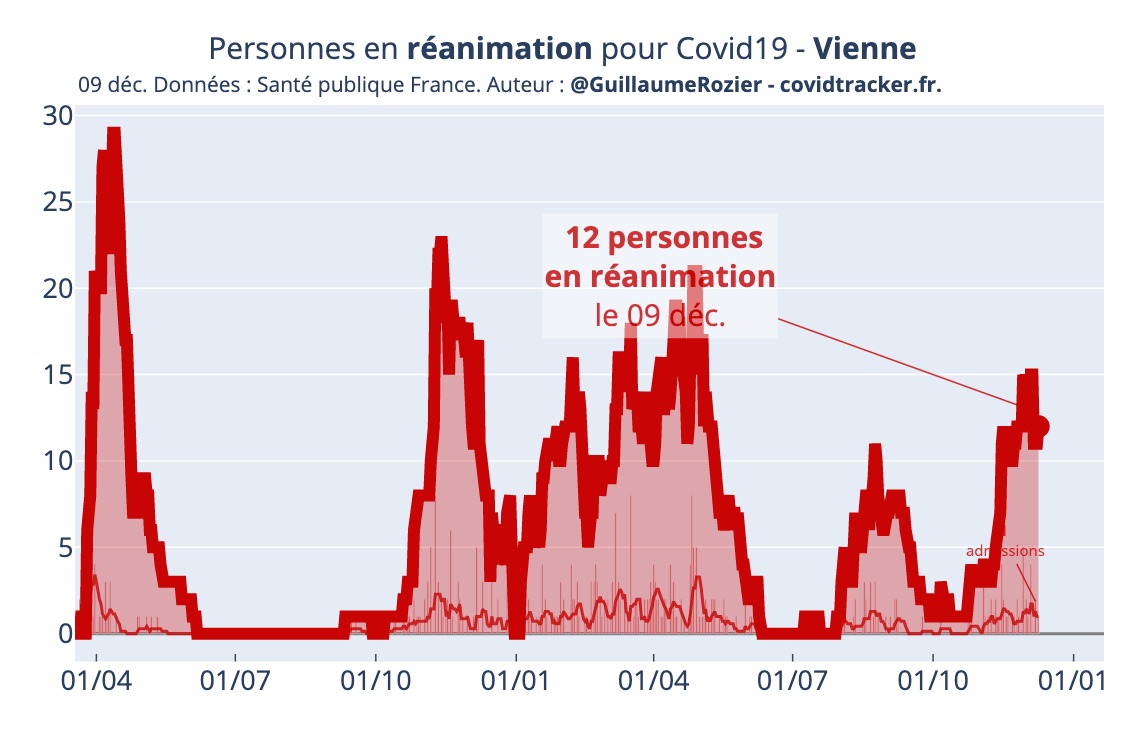 Personnes en réanimation pour Covid19 - Vienne
09 déc. Données : Santé publique France. Auteur : @GuillaumeRozier - covidtracker.fr.
30
25
20
15
10
5
0
12 personnes
en réanimation
le 09 déc.
admissions
01/04
01/07
01/10
01/01
01/04
01/07
01/10
01/01